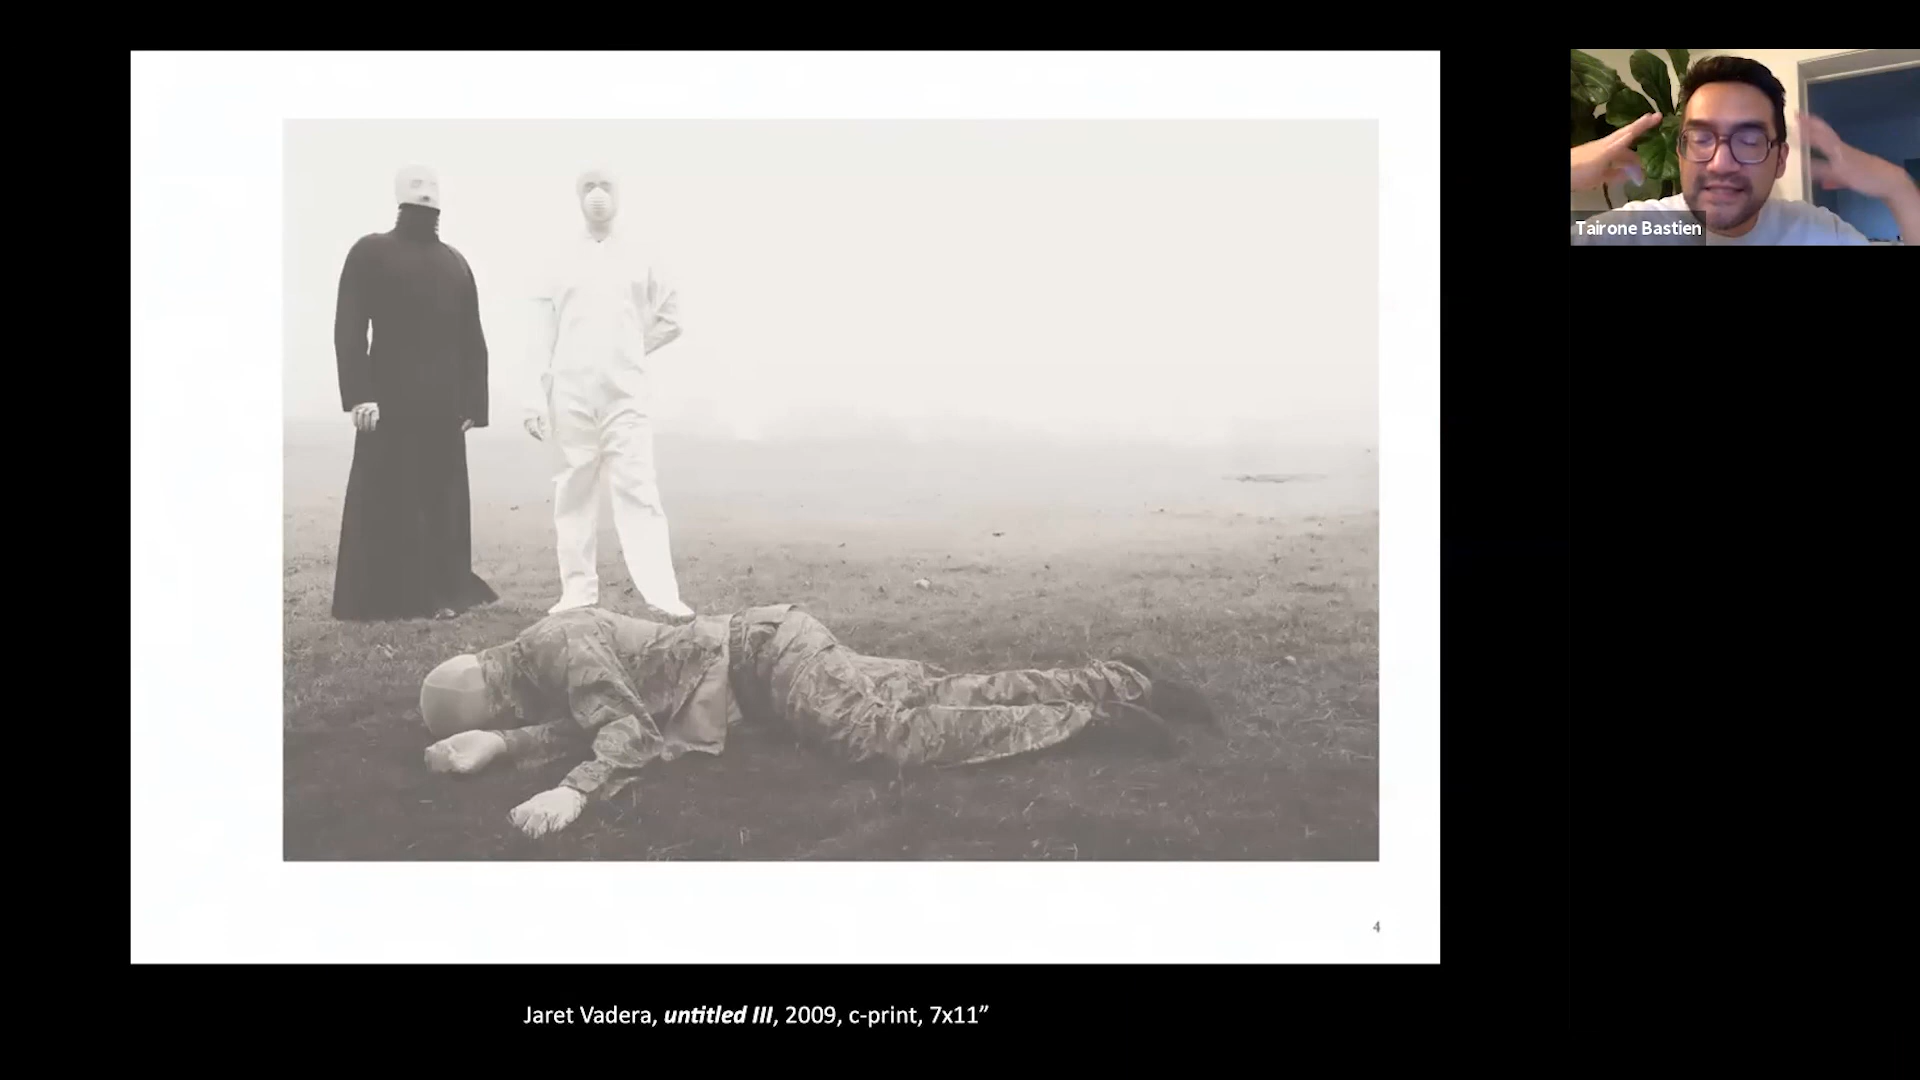 Tairone Bastien
4
Jaret Vadera, untitled III, 2009, c-print, 7x11”